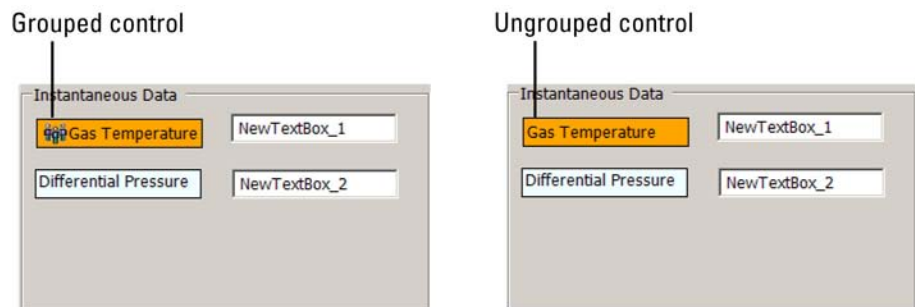 Grouped control
Ungrouped control
Instantaneous Data
Gas Temperature
NewTextBox_1
Differential Pressure
NewTextBox_2
Instantaneous Data
Gas Temperature
NewTextBox_1
Differential Pressure
NewTextBox_2